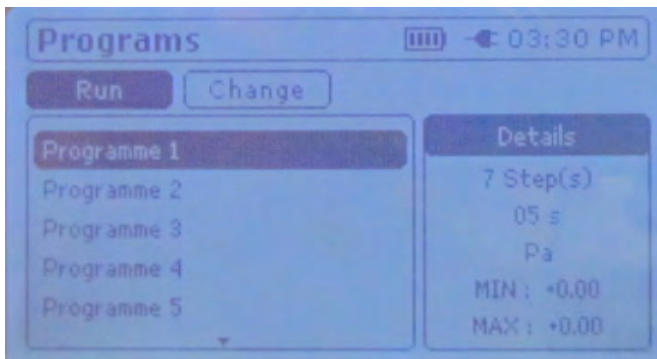 Programs 03:30 PM
Run Change
Programme 1
Programme 2
Programme 3
Programme 4
Programme 5
Details
7 Step(s)
05 s
Pa
MIN : +0.00
MAX : +0.00